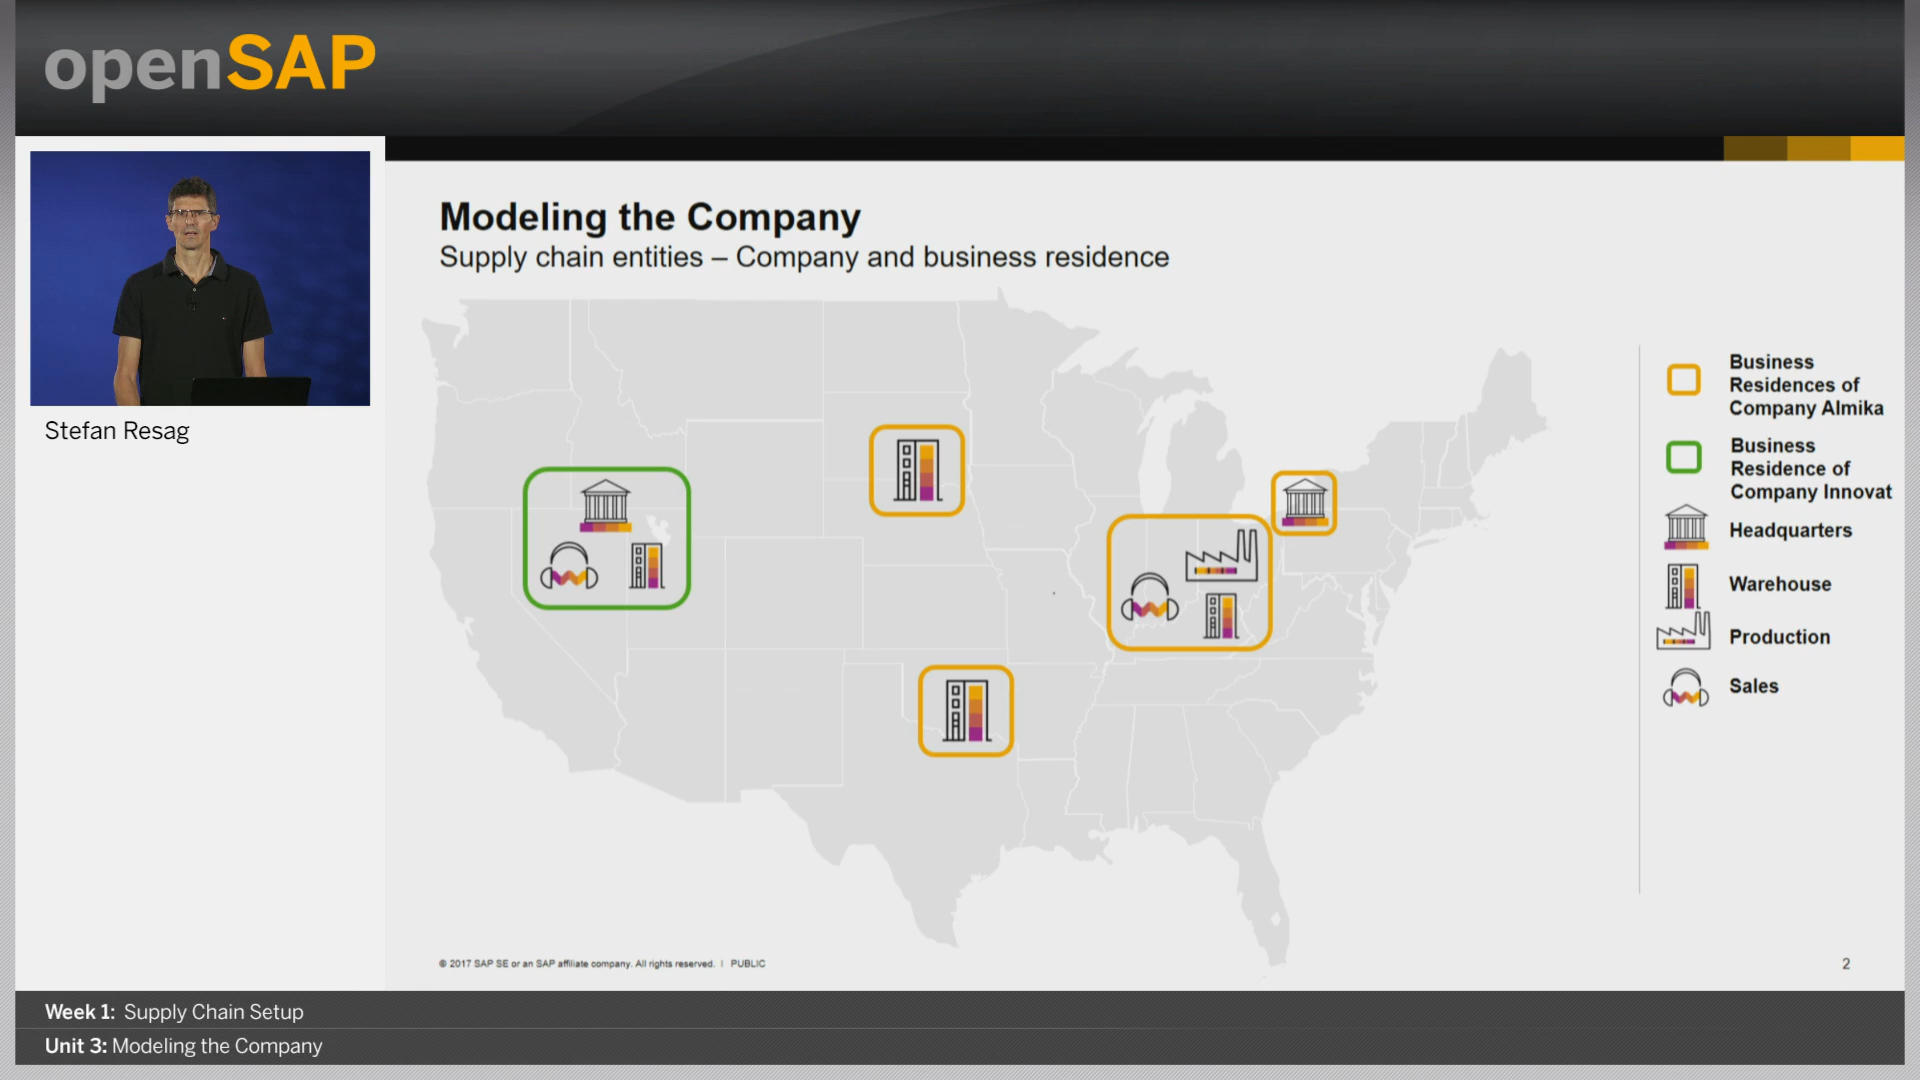 openSAP
Stefan Resag
Modeling the Company
Supply chain entities – Company and business residence
Business
Residences of
Company Almika
Business
Residence of
Company Innovat
Headquarters
Warehouse
Production
Sales
© 2017 SAP SE or an SAP affiliate company. All rights reserved. | PUBLIC
2
Week 1: Supply Chain Setup
Unit 3: Modeling the Company